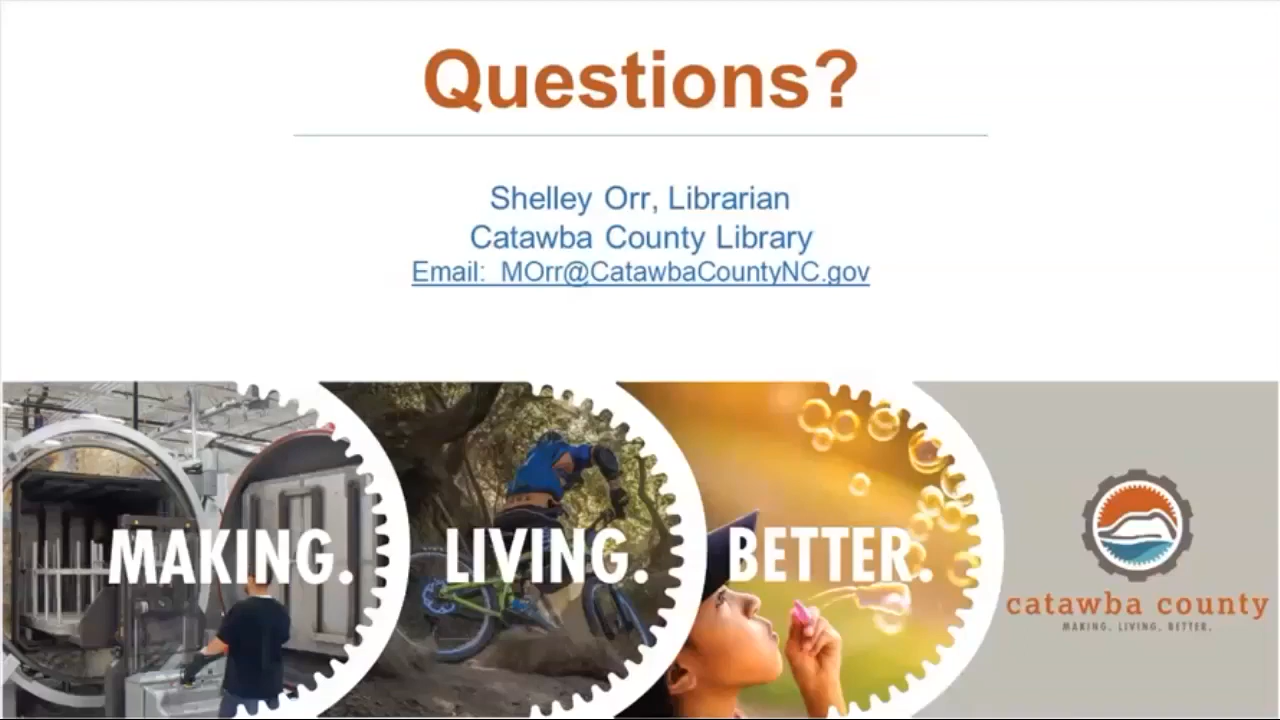 Questions?
Shelley Orr, Librarian
Catawba County Library
Email:  MOrr@CatawbaCountyNC.gov
MAKING. LIVING. BETTER.
catawba county
MAKING. LIVING. BETTER.